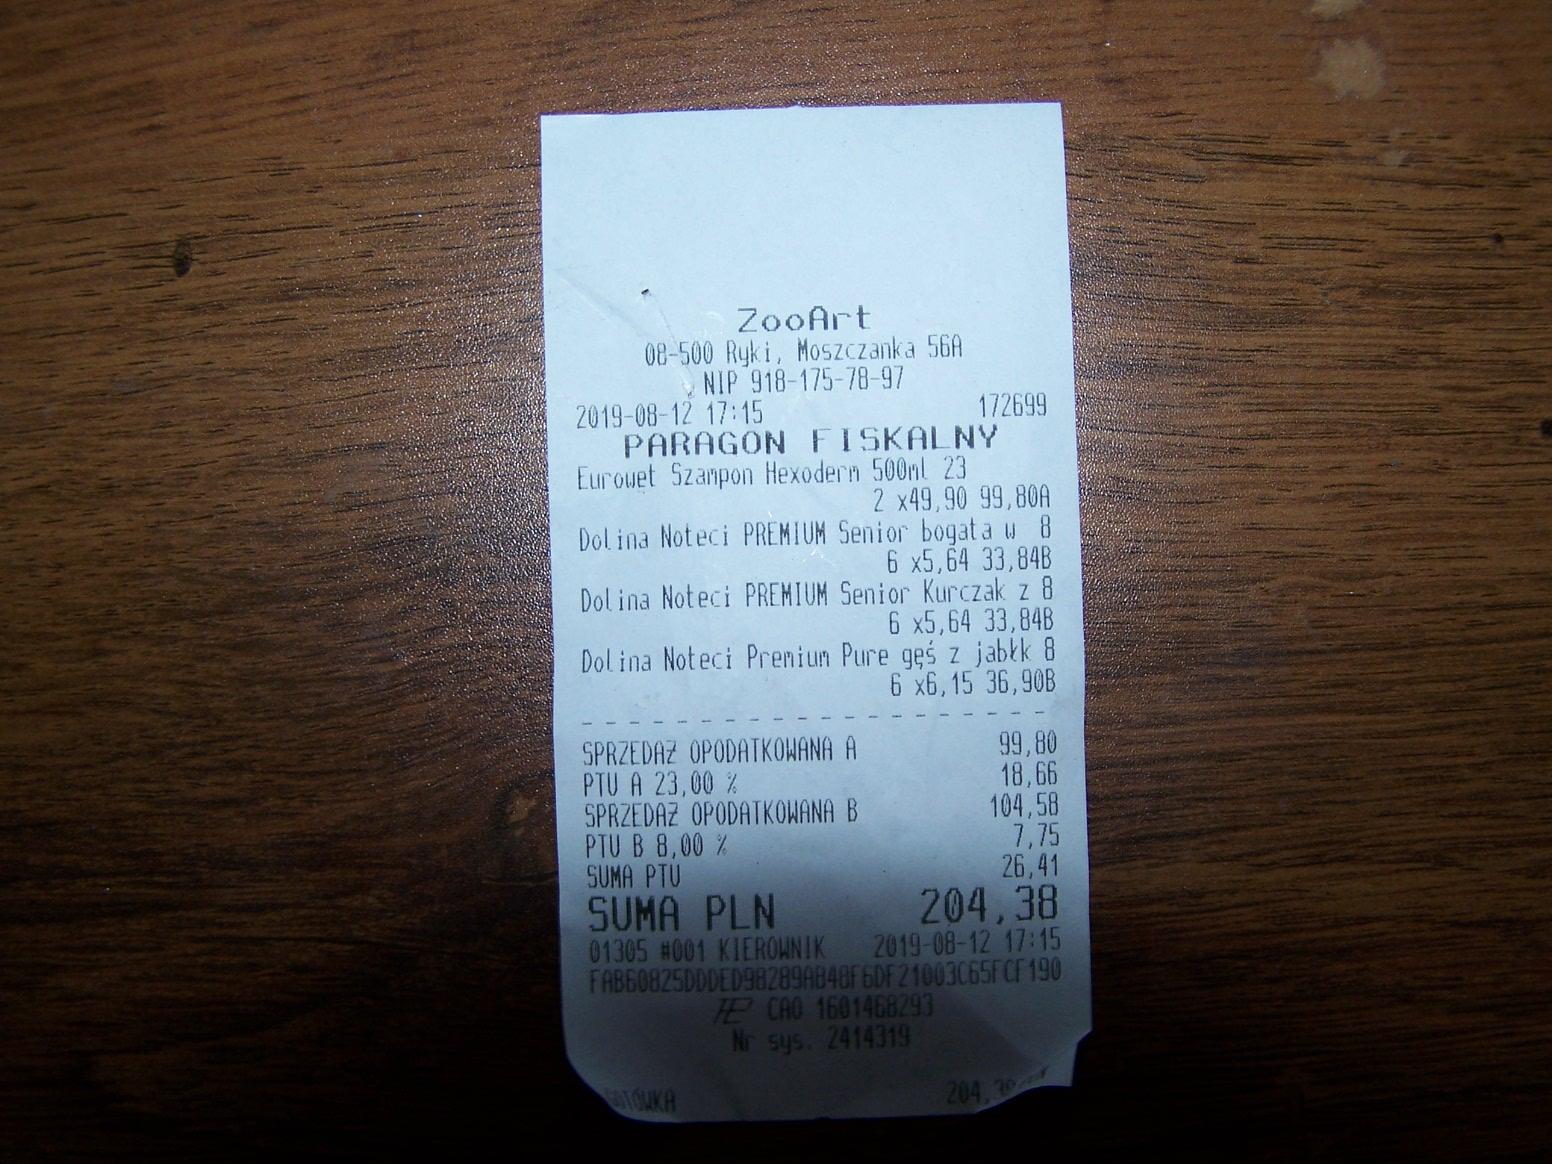 ZooArt
08-500 Ryki, Moszczanka 56A
NIP 918-175-78-97
2019-08-12 17:15 172699
PARAGON FISKALNY
Eurowet Szampon Hexoderm 500ml 23
2 x49,90 99,80A
Dolina Noteci PREMIUM Senior bogata w 8
6 x5,64 33,84B
Dolina Noteci PREMIUM Senior Kurczak z 8
6 x5,64 33,84B
Dolina Noteci Premium Pure gęś z jabłk 8
6 x6,15 36,90B
SPRZEDAŻ OPODATKOWANA A 99,80
PTU A 23,00 % 18,66
SPRZEDAŻ OPODATKOWANA B 104,58
PTU B 8,00 % 7,75
SUMA PTU 26,41
SUMA PLN 204,38
01305 #001 KIEROWNIK 2019-08-12 17:15
CAO 1601468293
Nr sys. 2414319
GOTÓWKA